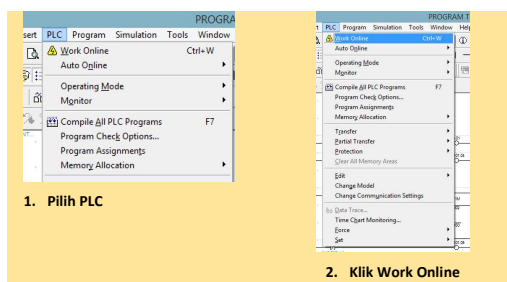 PROGRA
sert PLC Program Simulation Tools Window
Work Online Ctrl+W
Auto Online
Operating Mode
Monitor
Compile All PLC Programs F7
Program Check Options...
Program Assignments
Memory Allocation
1. Pilih PLC
PROGRAM T
PLC Program Simulation Tools Window Help
Work Online Ctrl+W
Auto Online
Operating Mode
Monitor
Compile All PLC Programs F7
Program Check Options...
Program Assignments
Memory Allocation
Transfer
Partial Transfer
Protection
Clear All Memory Areas
Edit
Change Model
Change Communication Settings
Data Trace...
Time Chart Monitoring...
Force
Set
2. Klik Work Online